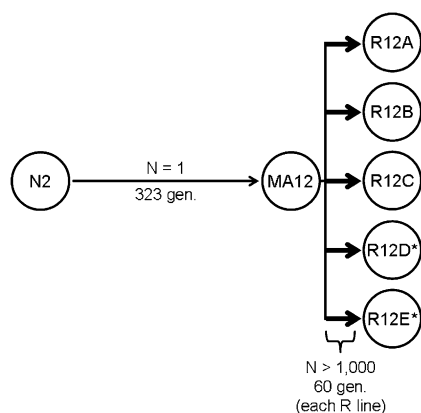 R12A
R12B
N = 1
N2
MA12
R12C
323 gen.
R12D*
R12E*
N > 1,000
60 gen.
(each R line)